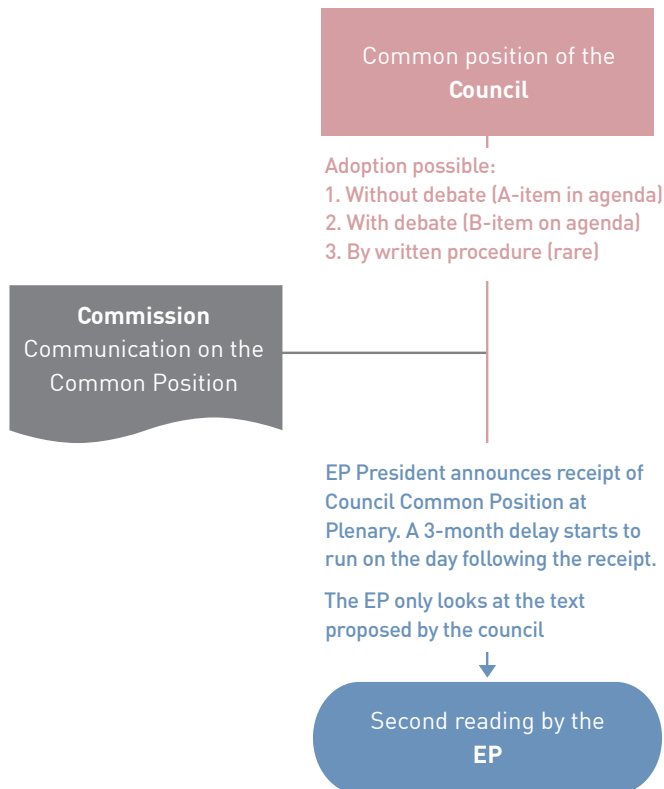 Common position of the
Council
Adoption possible:
1. Without debate (A-item in agenda)
2. With debate (B-item on agenda)
3. By written procedure (rare)
Commission
Communication on the
Common Position
EP President announces receipt of
Council Common Position at
Plenary. A 3-month delay starts to
run on the day following the receipt.
The EP only looks at the text
proposed by the council
Second reading by the
EP